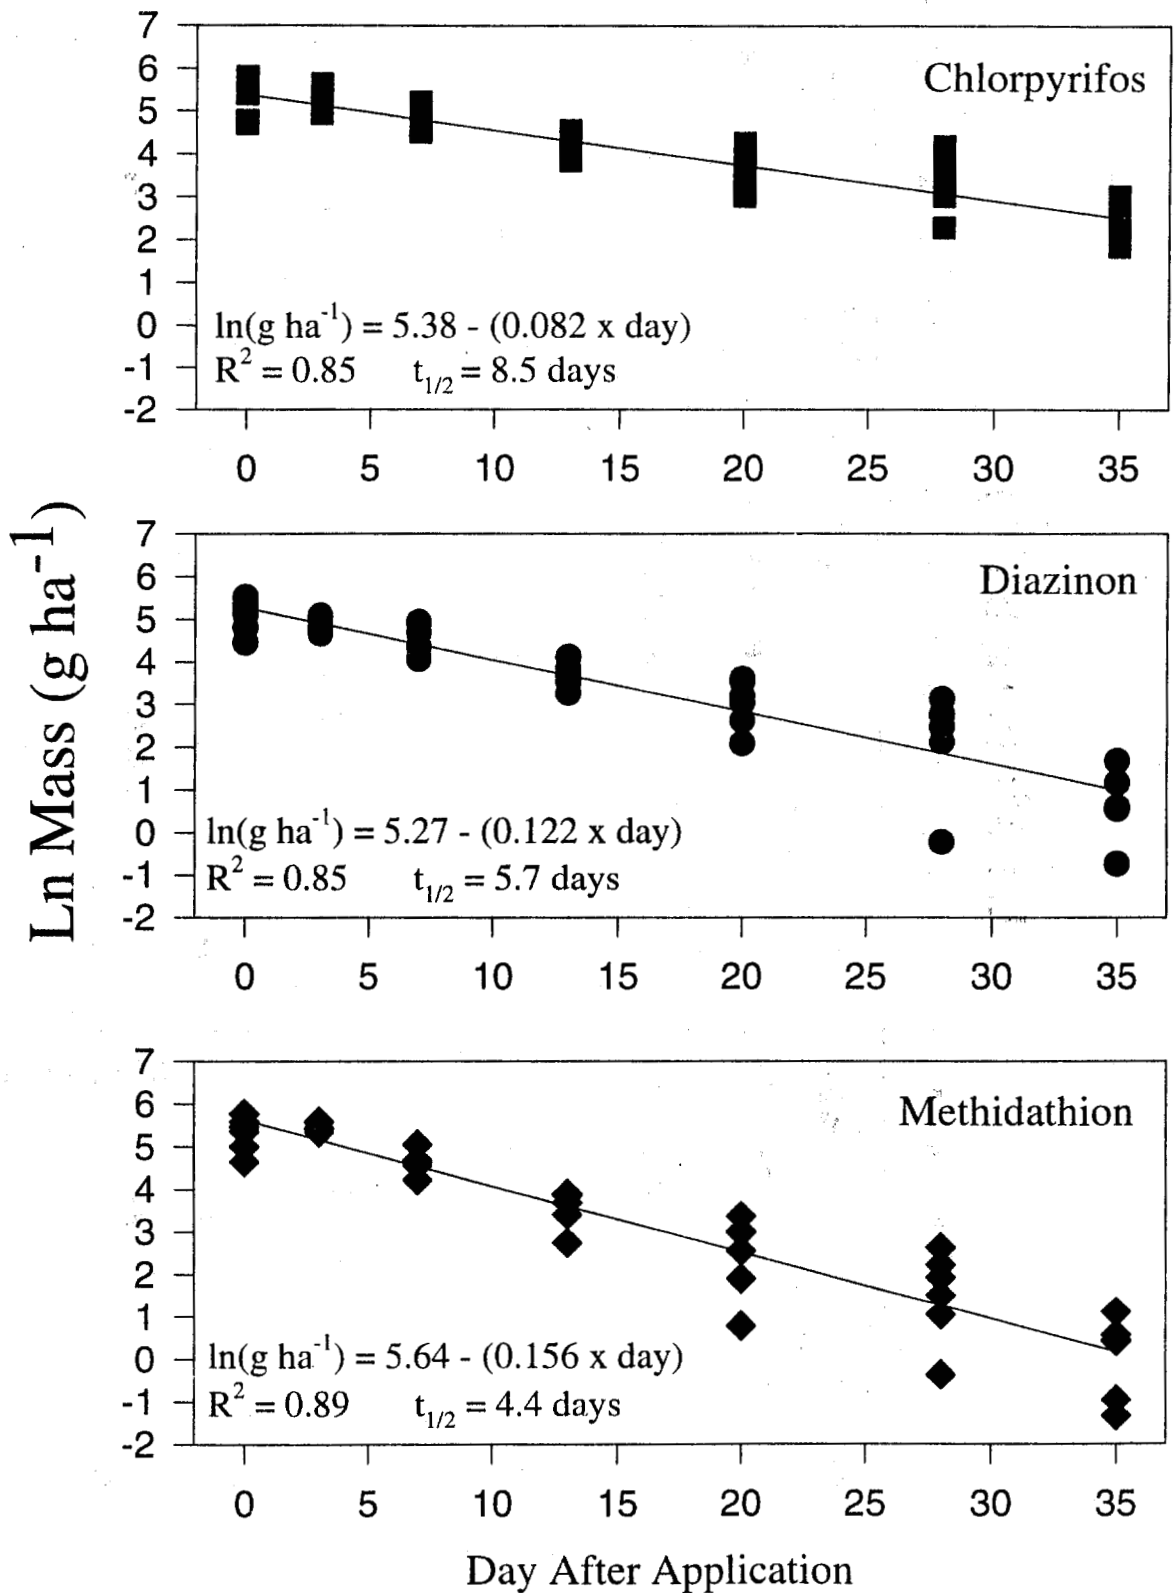 Ln Mass (g ha⁻¹)
7
6
5
4
3
2
1
0
-1
-2
Chlorpyrifos
ln(g ha⁻¹) = 5.38 - (0.082 x day)
R² = 0.85 t₁/₂ = 8.5 days
0 5 10 15 20 25 30 35
7
6
5
4
3
2
1
0
-1
-2
Diazinon
ln(g ha⁻¹) = 5.27 - (0.122 x day)
R² = 0.85 t₁/₂ = 5.7 days
0 5 10 15 20 25 30 35
7
6
5
4
3
2
1
0
-1
-2
Methidathion
ln(g ha⁻¹) = 5.64 - (0.156 x day)
R² = 0.89 t₁/₂ = 4.4 days
0 5 10 15 20 25 30 35
Day After Application